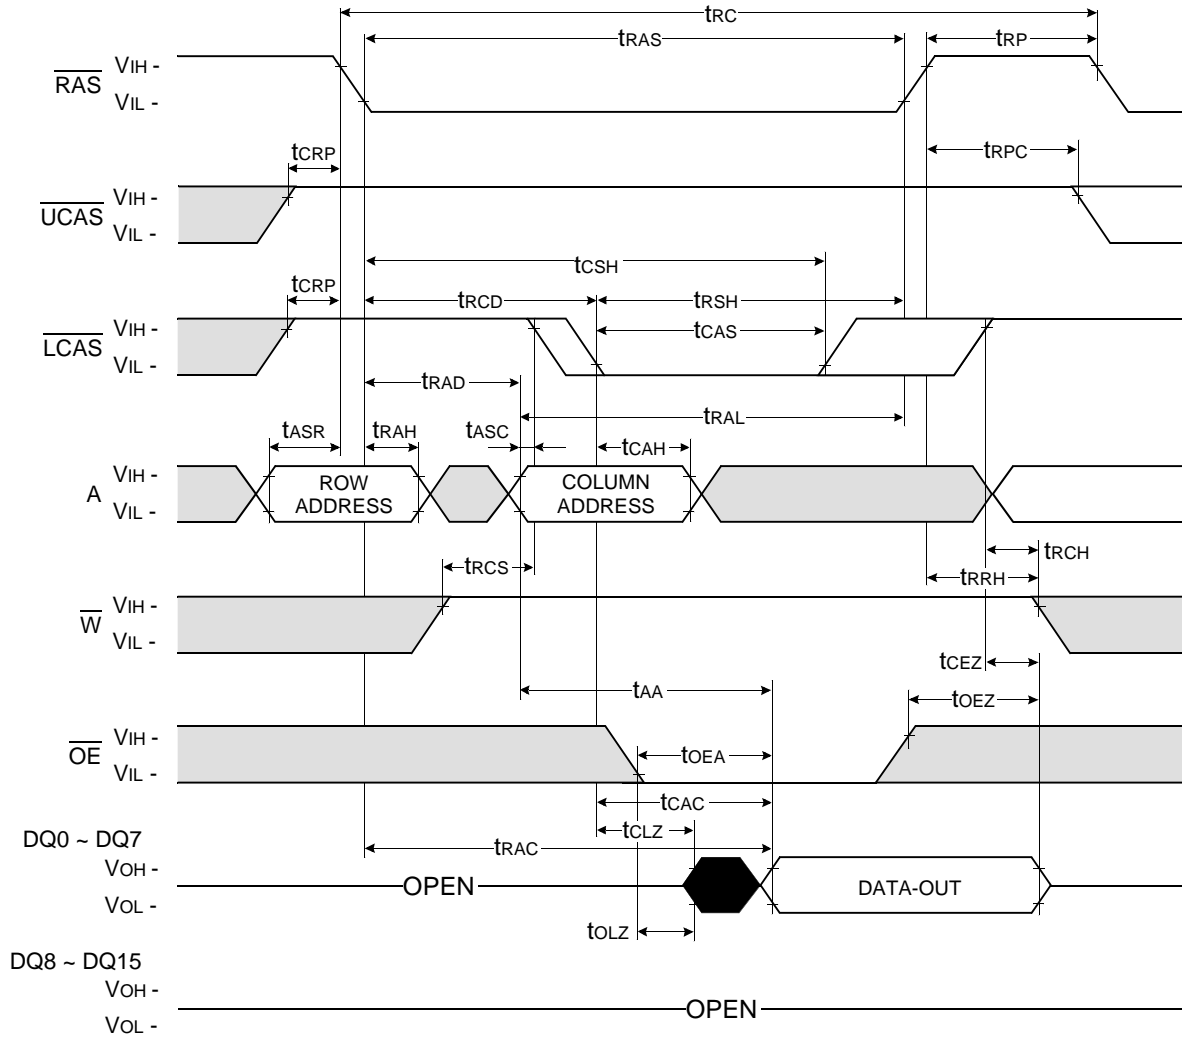 tRC
tRAS
tRP
RAS
VIH -
VIL -
tCRP
tRPC
UCAS
VIH -
VIL -
tCSH
tCRP
tRCD
tRSH
LCAS
VIH -
VIL -
tCAS
tRAD
tRAL
tASR
tRAH
tASC
tCAH
A
VIH -
VIL -
ROW
ADDRESS
COLUMN
ADDRESS
tRCS
tRCH
tRRH
W
VIH -
VIL -
tCEZ
tAA
tOEZ
OE
VIH -
VIL -
tOEA
tCAC
tCLZ
tRAC
DQ0 ~ DQ7
VOH -
VOL -
OPEN
DATA-OUT
tOLZ
DQ8 ~ DQ15
VOH -
VOL -
OPEN